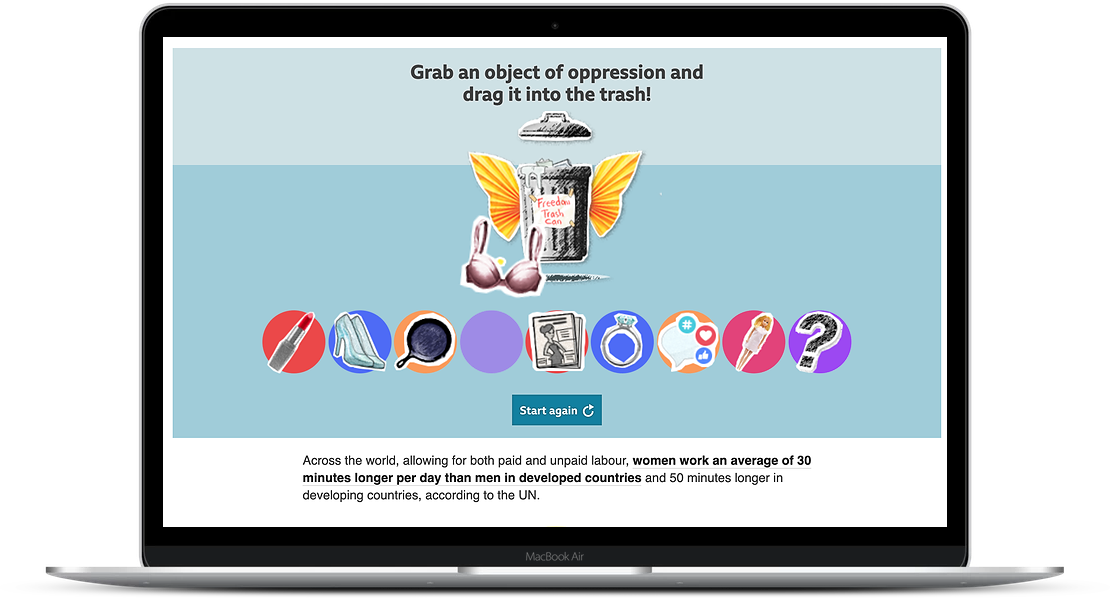 Grab an object of oppression and
drag it into the trash!
Freedom
Trash
Can
#
?
Start again
Across the world, allowing for both paid and unpaid labour, women work an average of 30
minutes longer per day than men in developed countries and 50 minutes longer in
developing countries, according to the UN.
MacBook Air